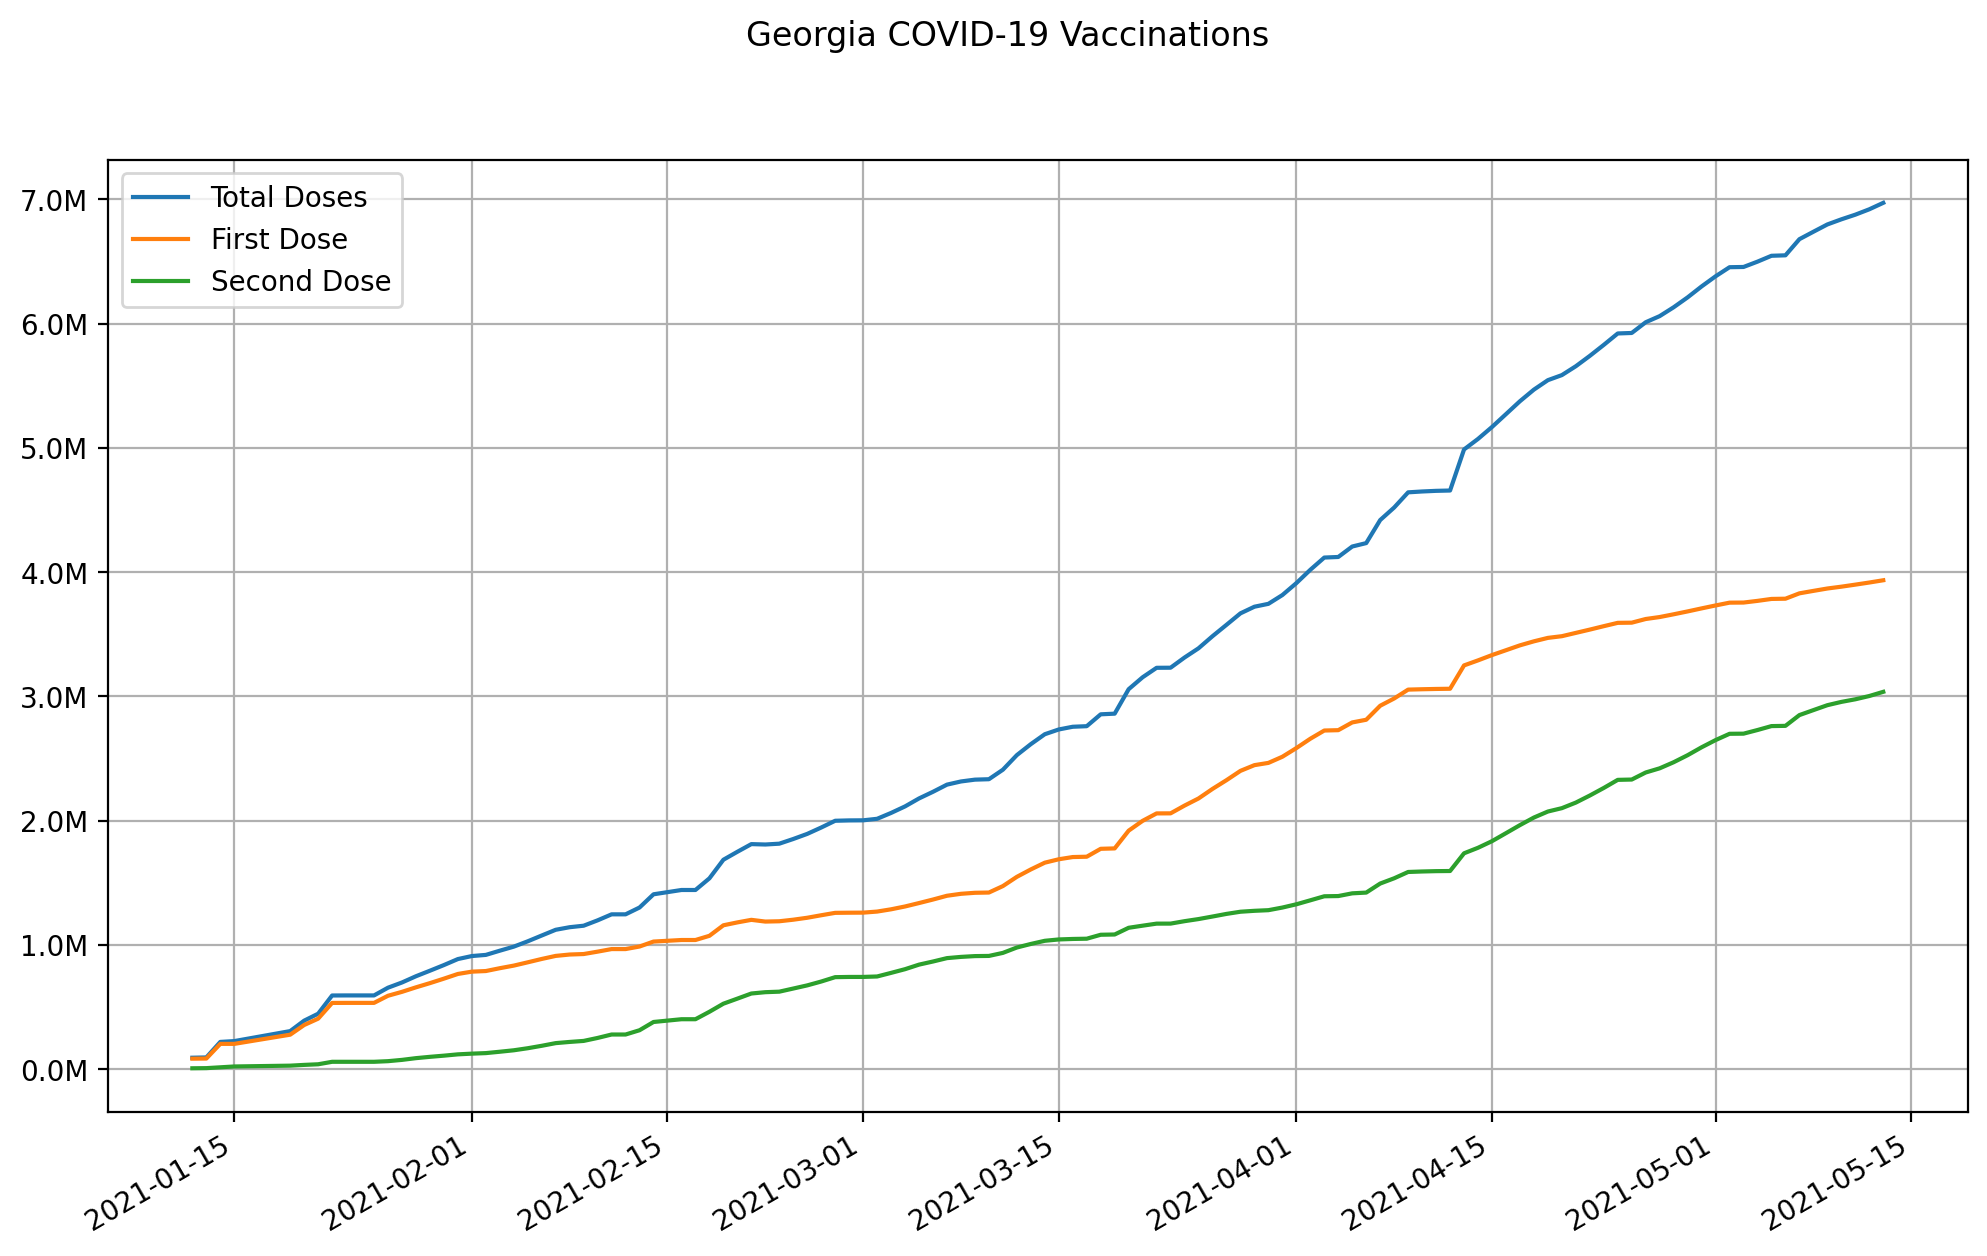 Georgia COVID-19 Vaccinations
Total Doses
First Dose
Second Dose
7.0M
6.0M
5.0M
4.0M
3.0M
2.0M
1.0M
0.0M
2021-01-15
2021-02-01
2021-02-15
2021-03-01
2021-03-15
2021-04-01
2021-04-15
2021-05-01
2021-05-15